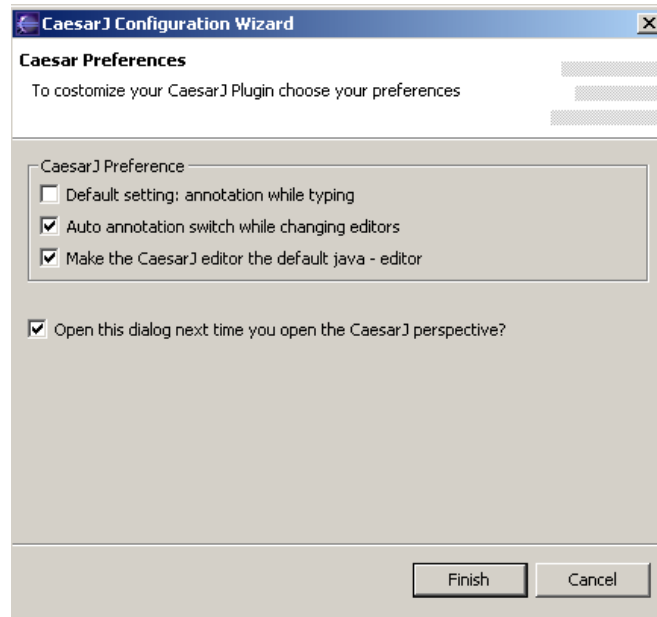 CaesarJ Configuration Wizard
Caesar Preferences
To costomize your CaesarJ Plugin choose your preferences
CaesarJ Preference
Default setting: annotation while typing
Auto annotation switch while changing editors
Make the CaesarJ editor the default java - editor
Open this dialog next time you open the CaesarJ perspective?
Finish Cancel